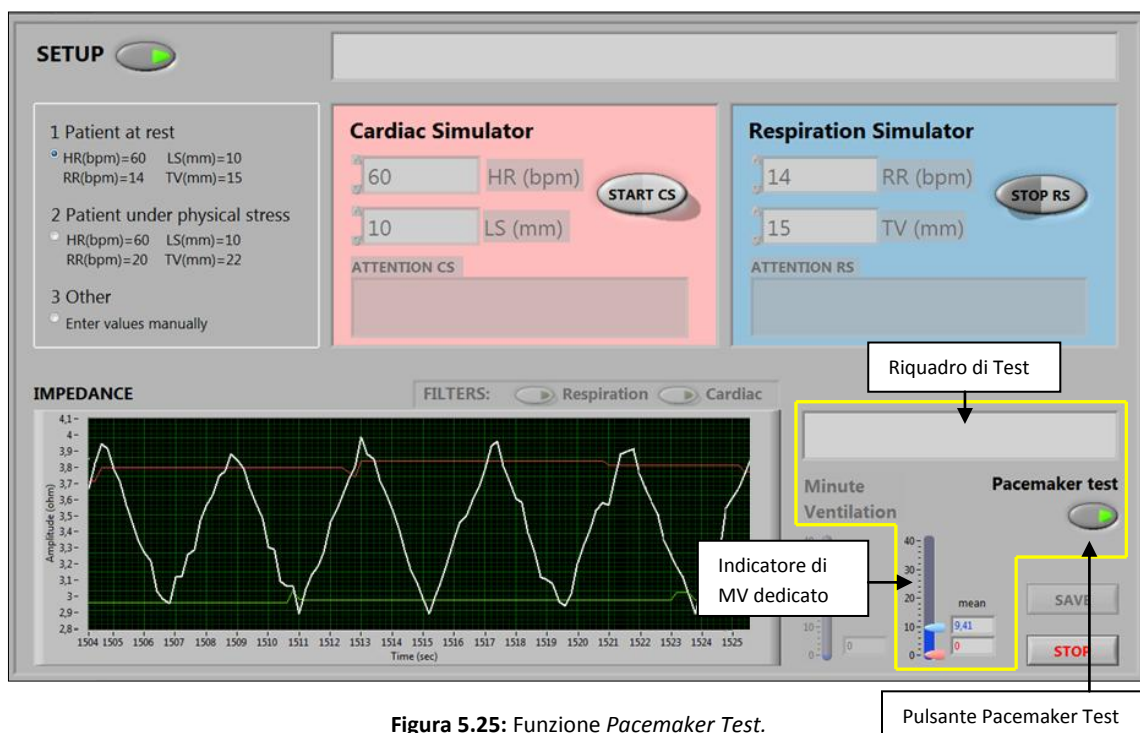 SETUP
1 Patient at rest
HR(bpm)=60 LS(mm)=10
RR(bpm)=14 TV(mm)=15
2 Patient under physical stress
HR(bpm)=60 LS(mm)=10
RR(bpm)=20 TV(mm)=22
3 Other
Enter values manually
Cardiac Simulator
60 HR (bpm)
START CS
10 LS (mm)
ATTENTION CS
Respiration Simulator
14 RR (bpm)
STOP RS
15 TV (mm)
ATTENTION RS
Riquadro di Test
IMPEDANCE
FILTERS: Respiration Cardiac
Amplitude (ohm)
4,1
4
3,9
3,8
3,6
3,5
3,4
3,3
3,1
3
2,9
2,8
1504 1505 1506 1507 1508 1509 1510 1511 1512 1513 1514 1515 1516 1517 1518 1519 1520 1521 1522 1523 1524 1525
Time (sec)
Minute
Ventilation
Pacemaker test
Indicatore di
MV dedicato
10
0
0
40
30
20
10
0
mean
9,41
0
SAVE
STOP
Pulsante Pacemaker Test
Figura 5.25: Funzione Pacemaker Test.